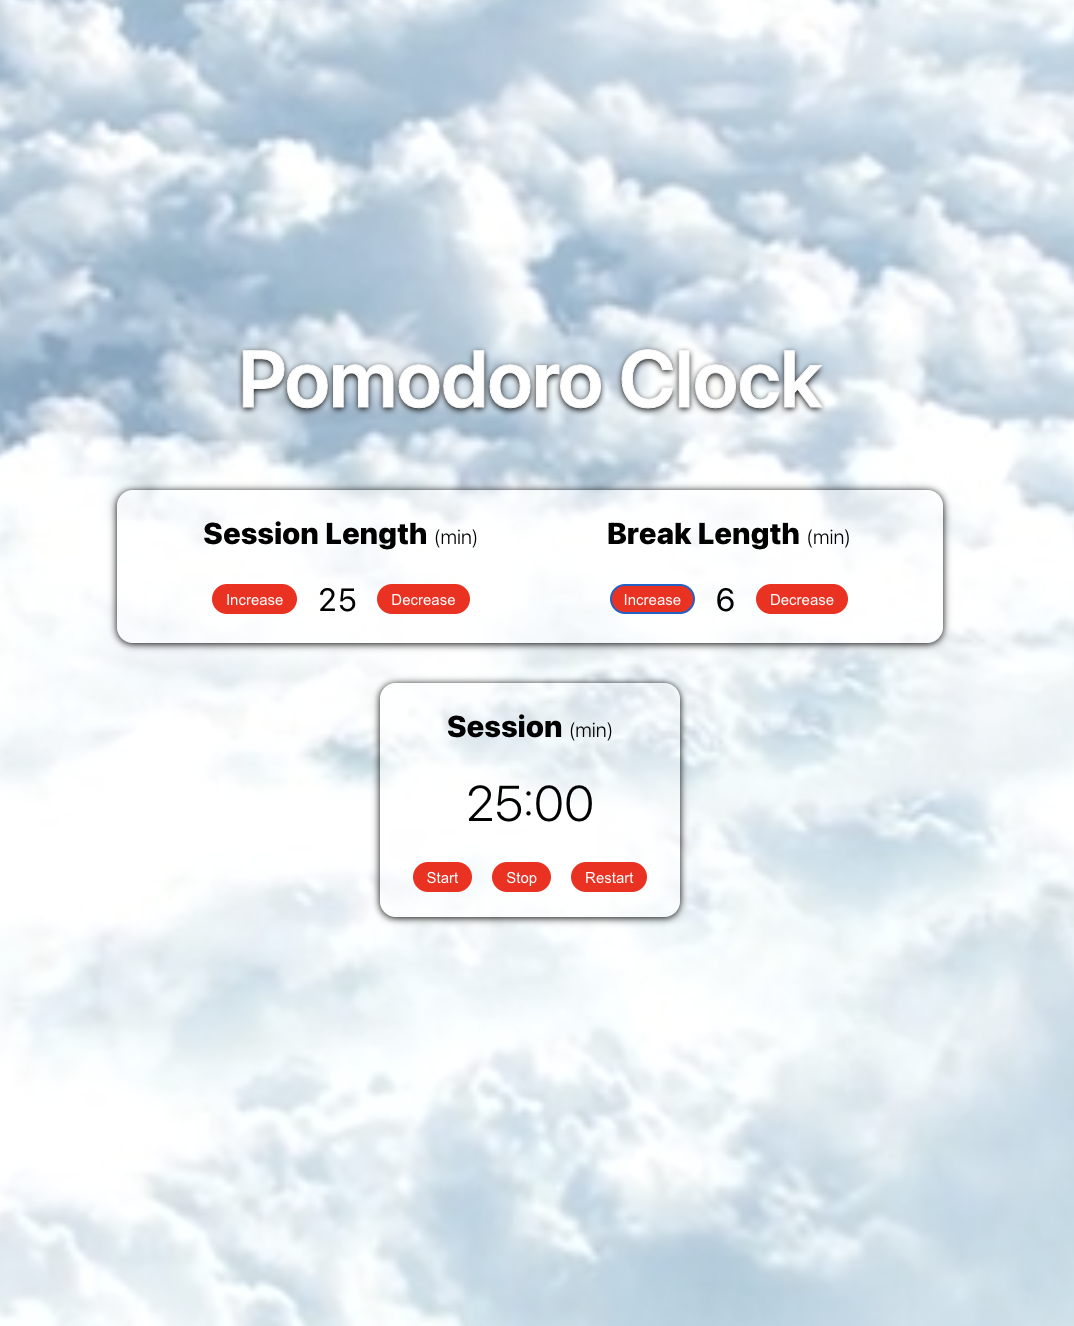 Pomodoro Clock
Session Length (min)
Increase 25 Decrease
Break Length (min)
Increase 6 Decrease
Session (min)
25:00
Start Stop Restart